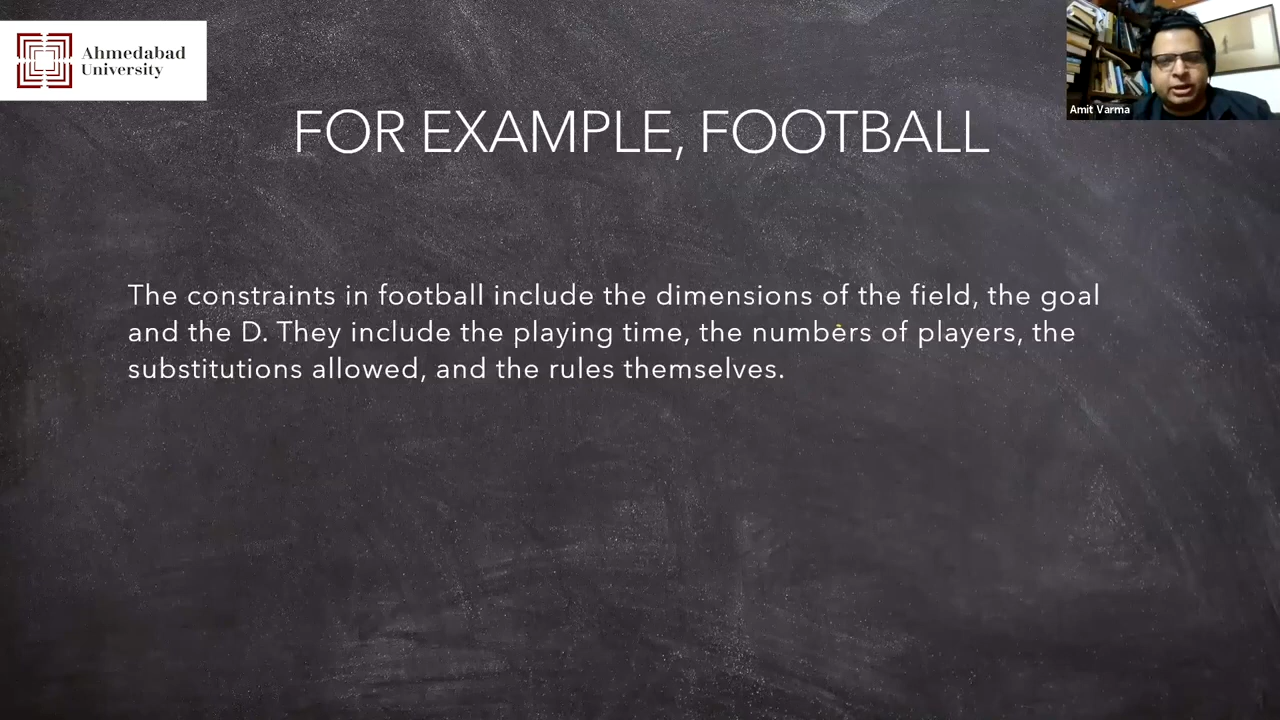 Ahmedabad
University
Amit Varma
FOR EXAMPLE, FOOTBALL
The constraints in football include the dimensions of the field, the goal
and the D. They include the playing time, the numbers of players, the
substitutions allowed, and the rules themselves.